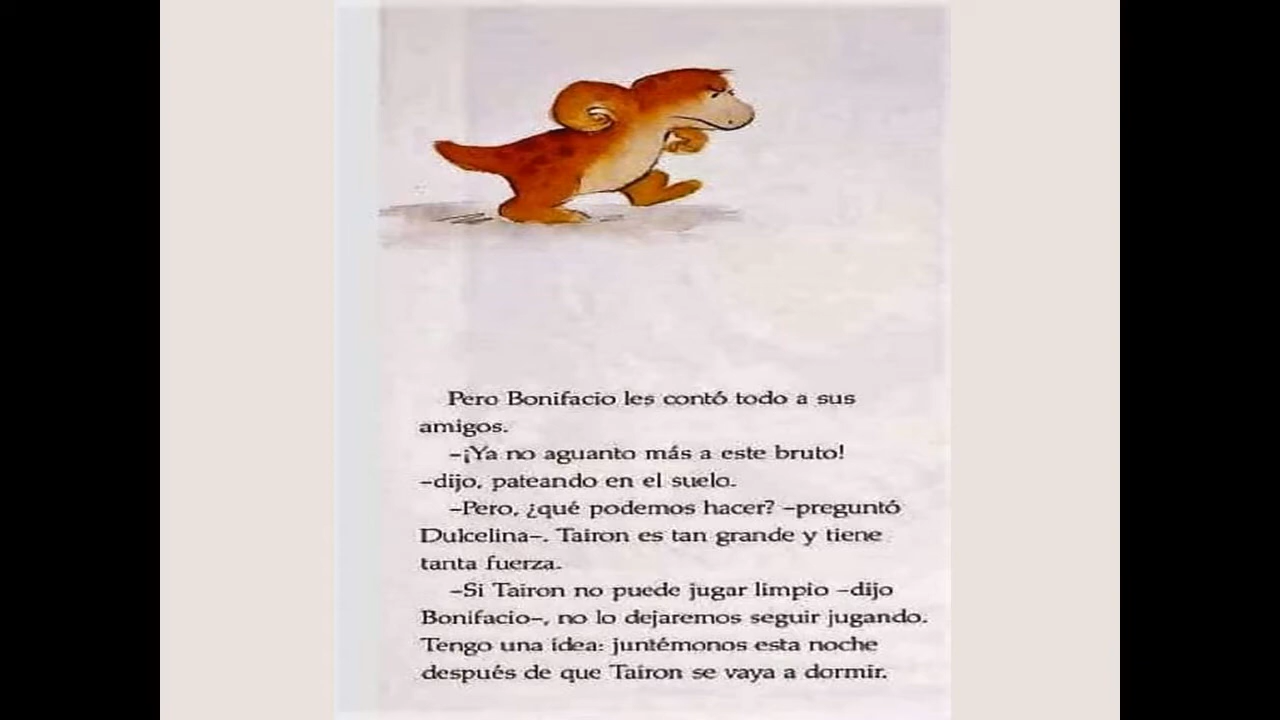 Pero Bonifacio les contó todo a sus
amigos.
–¡Ya no aguanto más a este bruto!
–dijo, pateando en el suelo.
–Pero, ¿qué podemos hacer? –preguntó
Dulcelina–. Tairon es tan grande y tiene
tanta fuerza.
–Si Tairon no puede jugar limpio –dijo
Bonifacio–, no lo dejaremos seguir jugando.
Tengo una idea: juntémonos esta noche
después de que Tairon se vaya a dormir.